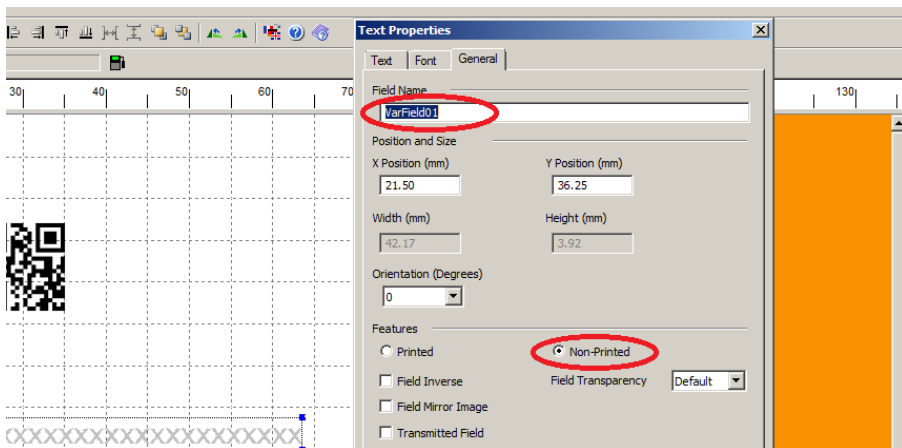 Text Properties
Text Font General
30 40 50 60 70 130
Field Name
VarField01
Position and Size
X Position (mm) Y Position (mm)
21.50 36.25
Width (mm) Height (mm)
42.17 3.92
Orientation (Degrees)
0
Features
Printed Non-Printed
Field Inverse Field Transparency Default
Field Mirror Image
Transmitted Field
XXXXXXXXXXXXXXXXXXXX